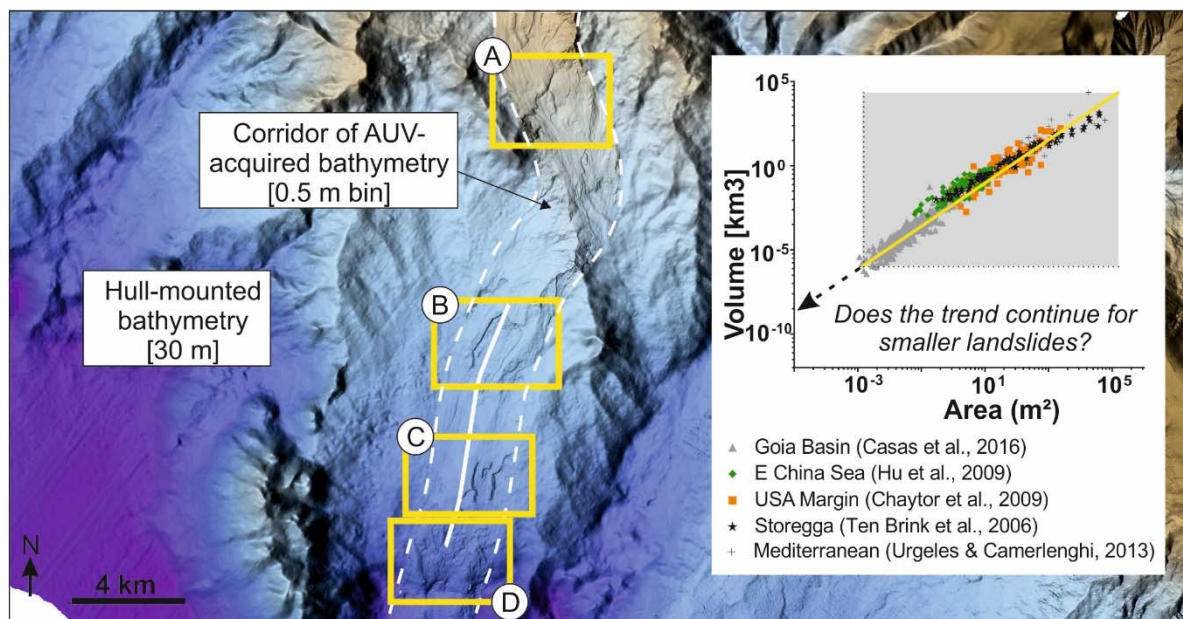 A
Corridor of AUV-
acquired bathymetry
[0.5 m bin]
Hull-mounted
bathymetry
[30 m]
B
C
D
N
4 km
Volume [km3]
10⁵
10⁰
10⁻⁵
10⁻¹⁰
Does the trend continue for
smaller landslides?
10⁻³ 10¹ 10⁵
Area (m²)
Goia Basin (Casas et al., 2016)
E China Sea (Hu et al., 2009)
USA Margin (Chaytor et al., 2009)
Storegga (Ten Brink et al., 2006)
Mediterranean (Urgeles & Camerlenghi, 2013)